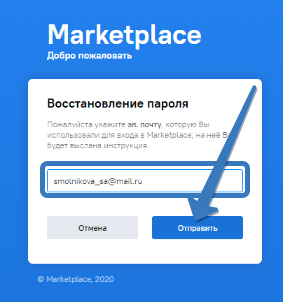 Marketplace
Добро пожаловать
Восстановление пароля
Пожалуйста укажите эл. почту, которую Вы
использовали для входа в Marketplace; на неё В
будет выслана инструкция.
smolnikova_sa@mail.ru
Отмена
Отправить
© Marketplace, 2020